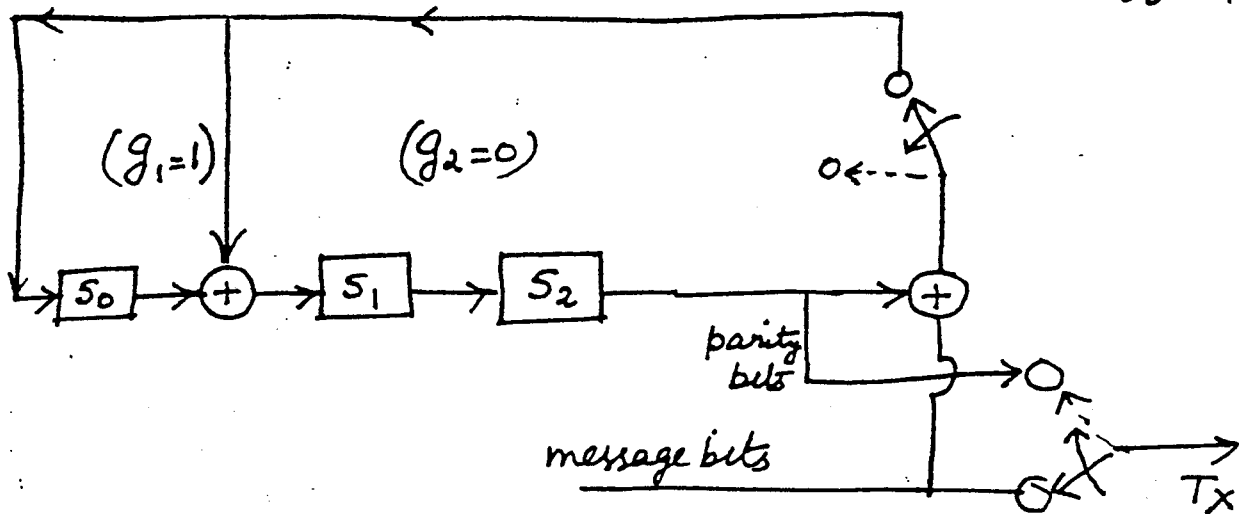 (g₁=1) (g₂=0)
0
S₀ + S₁ S₂ +
parity
bits
message bits
Tx